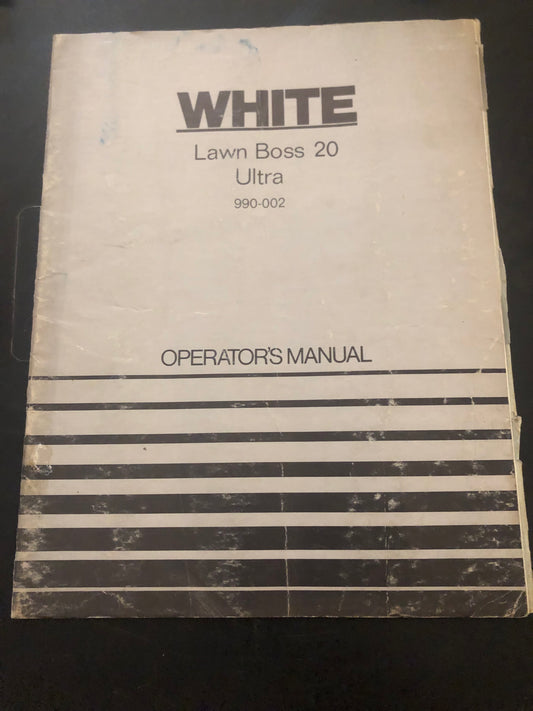 WHITE
Lawn Boss 20
Ultra
990-002
OPERATOR'S MANUAL